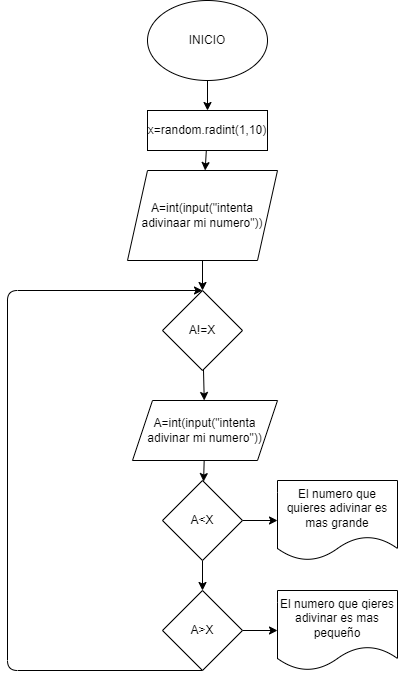 INICIO
x=random.radint(1,10)
A=int(input("intenta
adivinaar mi numero"))
A!=X
A=int(input("intenta
adivinar mi numero"))
A<X
El numero que
quieres adivinar es
mas grande
A>X
El numero que qieres
adivinar es mas
pequeño